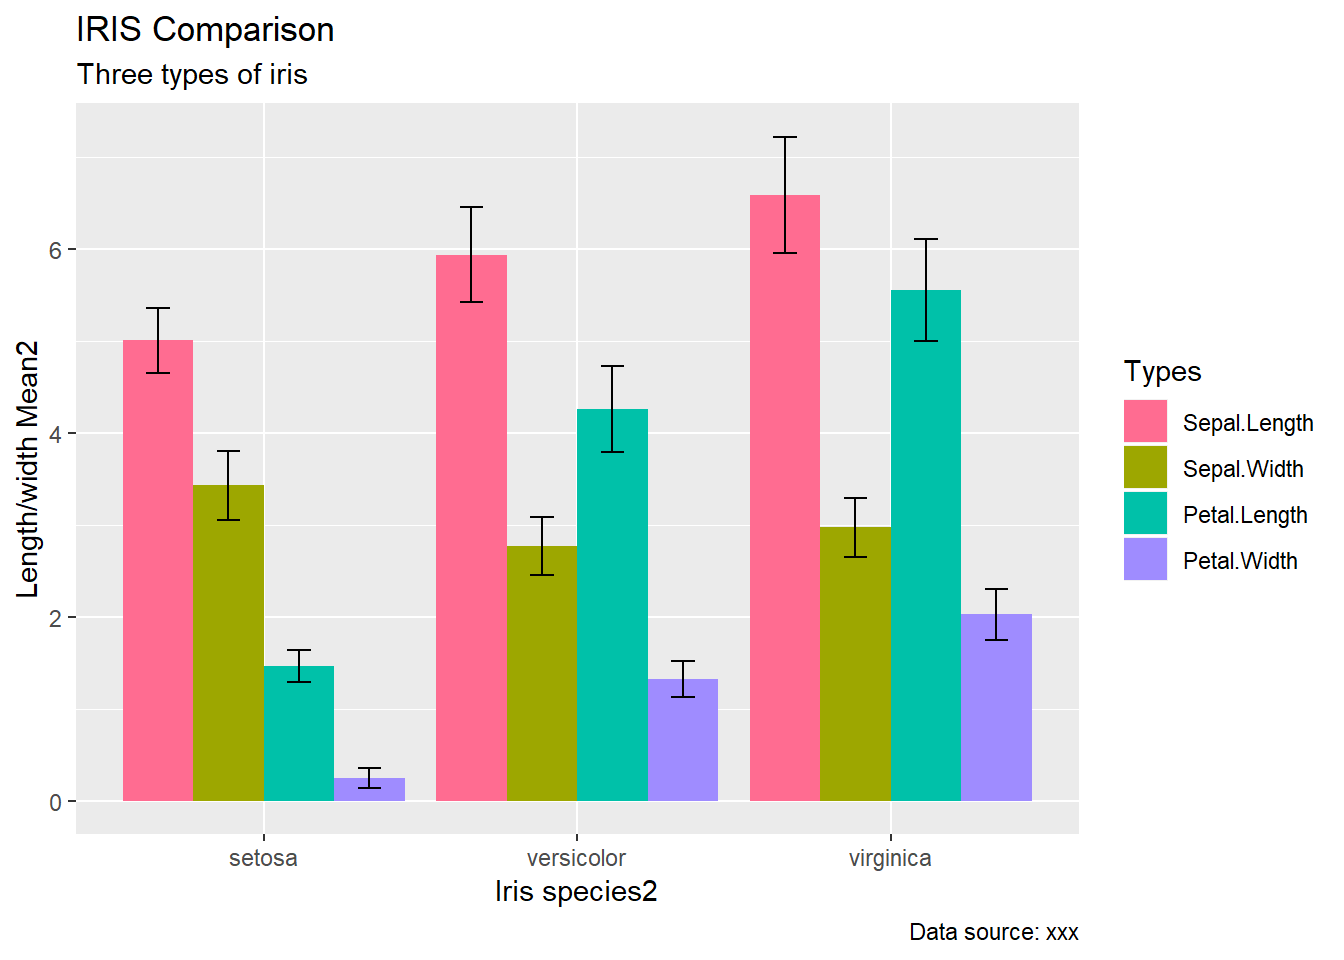 IRIS Comparison
Three types of iris
Length/width Mean2
6
4
2
0
setosa
versicolor
virginica
Iris species2
Types
Sepal.Length
Sepal.Width
Petal.Length
Petal.Width
Data source: xxx